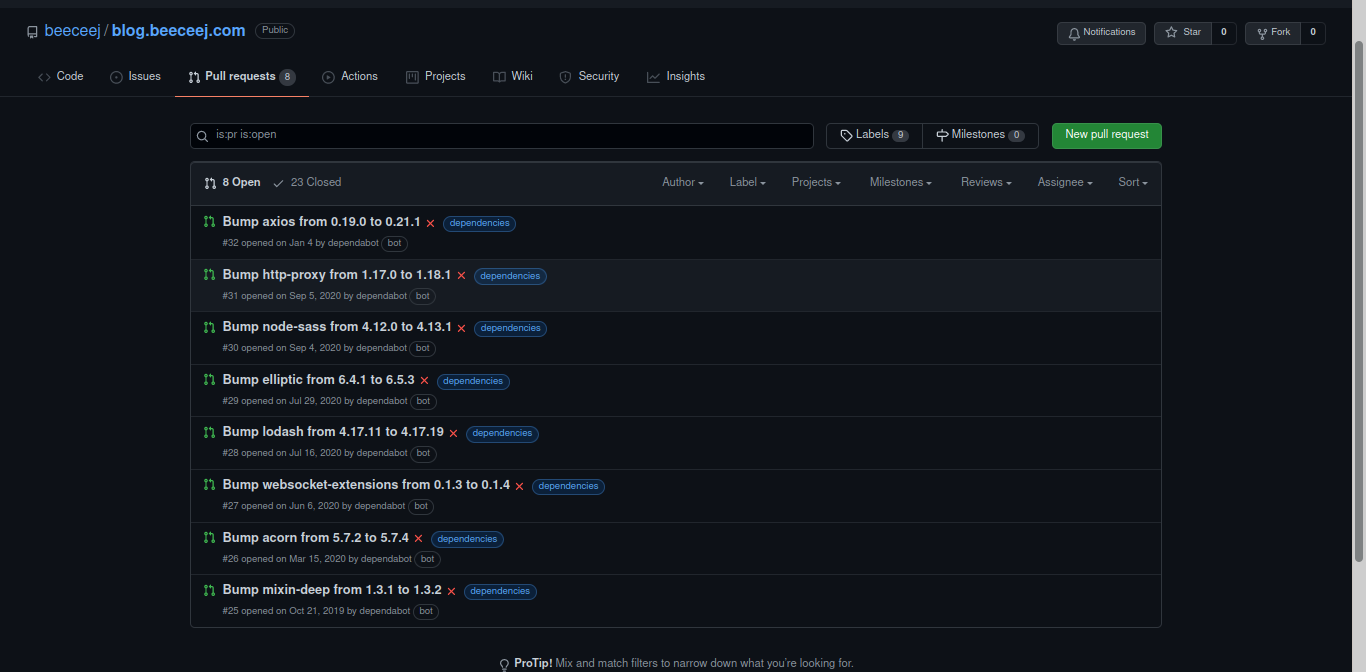 beeceej / blog.beeceej.com Public Notifications Star 0 Fork 0
Code Issues Pull requests 8 Actions Projects Wiki Security Insights
is:pr is:open Labels 9 Milestones 0 New pull request
8 Open 23 Closed Author Label Projects Milestones Reviews Assignee Sort
Bump axios from 0.19.0 to 0.21.1 dependencies
#32 opened on Jan 4 by dependabot bot
Bump http-proxy from 1.17.0 to 1.18.1 dependencies
#31 opened on Sep 5, 2020 by dependabot bot
Bump node-sass from 4.12.0 to 4.13.1 dependencies
#30 opened on Sep 4, 2020 by dependabot bot
Bump elliptic from 6.4.1 to 6.5.3 dependencies
#29 opened on Jul 29, 2020 by dependabot bot
Bump lodash from 4.17.11 to 4.17.19 dependencies
#28 opened on Jul 16, 2020 by dependabot bot
Bump websocket-extensions from 0.1.3 to 0.1.4 dependencies
#27 opened on Jun 6, 2020 by dependabot bot
Bump acorn from 5.7.2 to 5.7.4 dependencies
#26 opened on Mar 15, 2020 by dependabot bot
Bump mixin-deep from 1.3.1 to 1.3.2 dependencies
#25 opened on Oct 21, 2019 by dependabot bot
ProTip! Mix and match filters to narrow down what you're looking for.